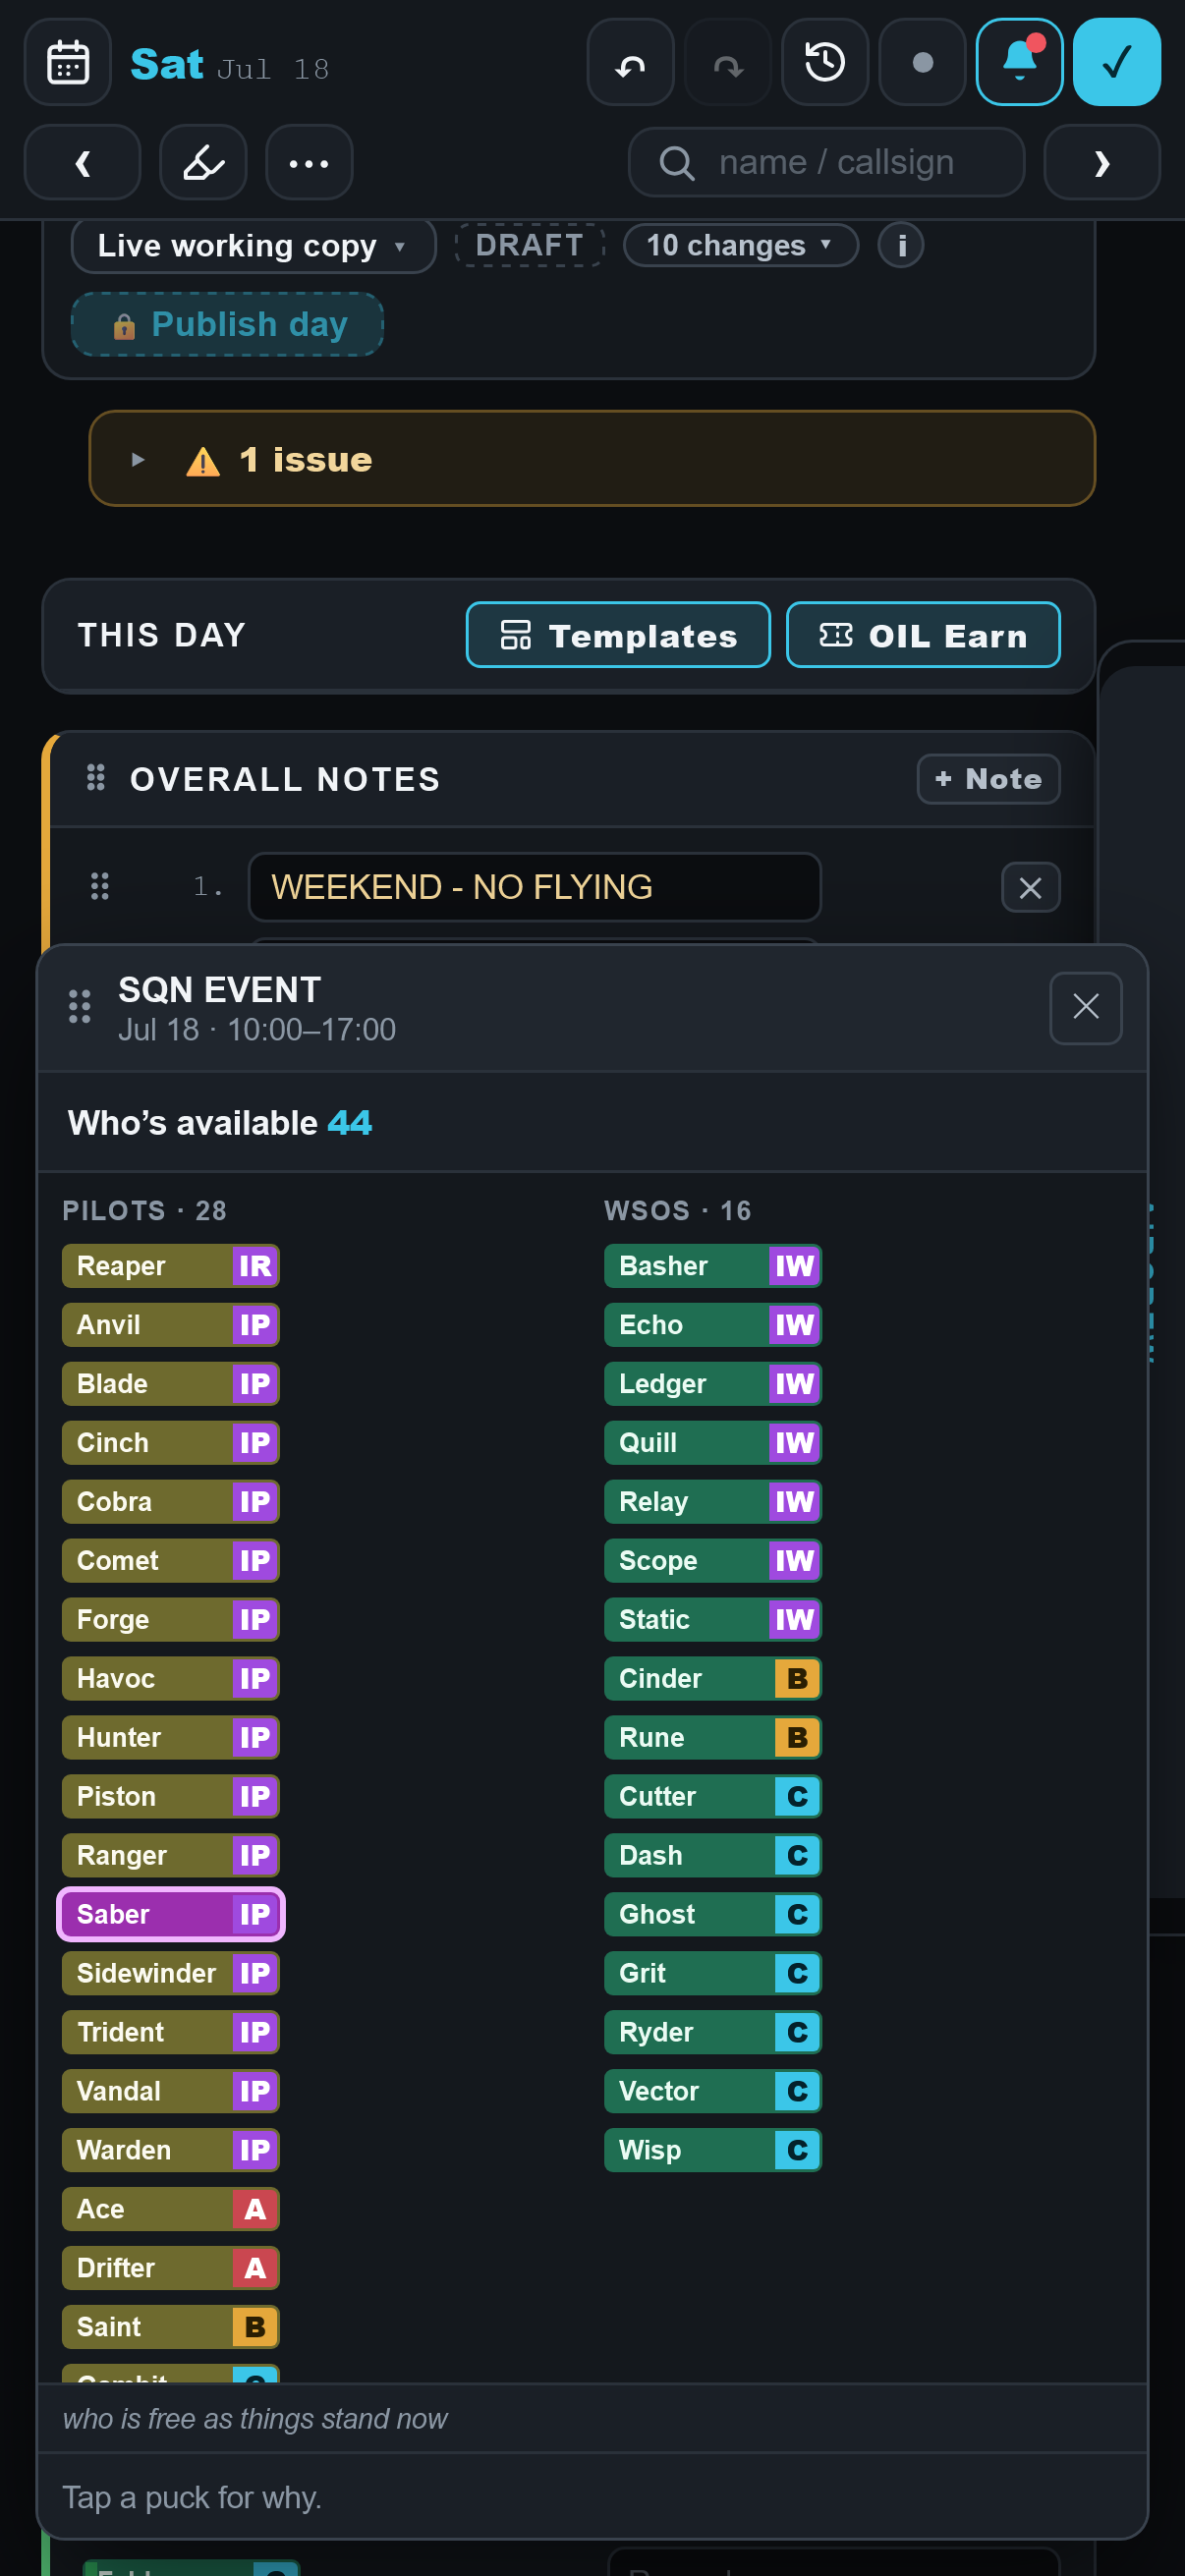 Sat Jul 18
name / callsign
Live working copy DRAFT 10 changes i
Publish day
1 issue
THIS DAY Templates OIL Earn
OVERALL NOTES + Note
1. WEEKEND - NO FLYING
SQN EVENT
Jul 18 · 10:00–17:00
Who’s available 44
PILOTS · 28
Reaper IR
Anvil IP
Blade IP
Cinch IP
Cobra IP
Comet IP
Forge IP
Havoc IP
Hunter IP
Piston IP
Ranger IP
Saber IP
Sidewinder IP
Trident IP
Vandal IP
Warden IP
Ace A
Drifter A
Saint B
WSOS · 16
Basher IW
Echo IW
Ledger IW
Quill IW
Relay IW
Scope IW
Static IW
Cinder B
Rune B
Cutter C
Dash C
Ghost C
Grit C
Ryder C
Vector C
Wisp C
who is free as things stand now
Tap a puck for why.